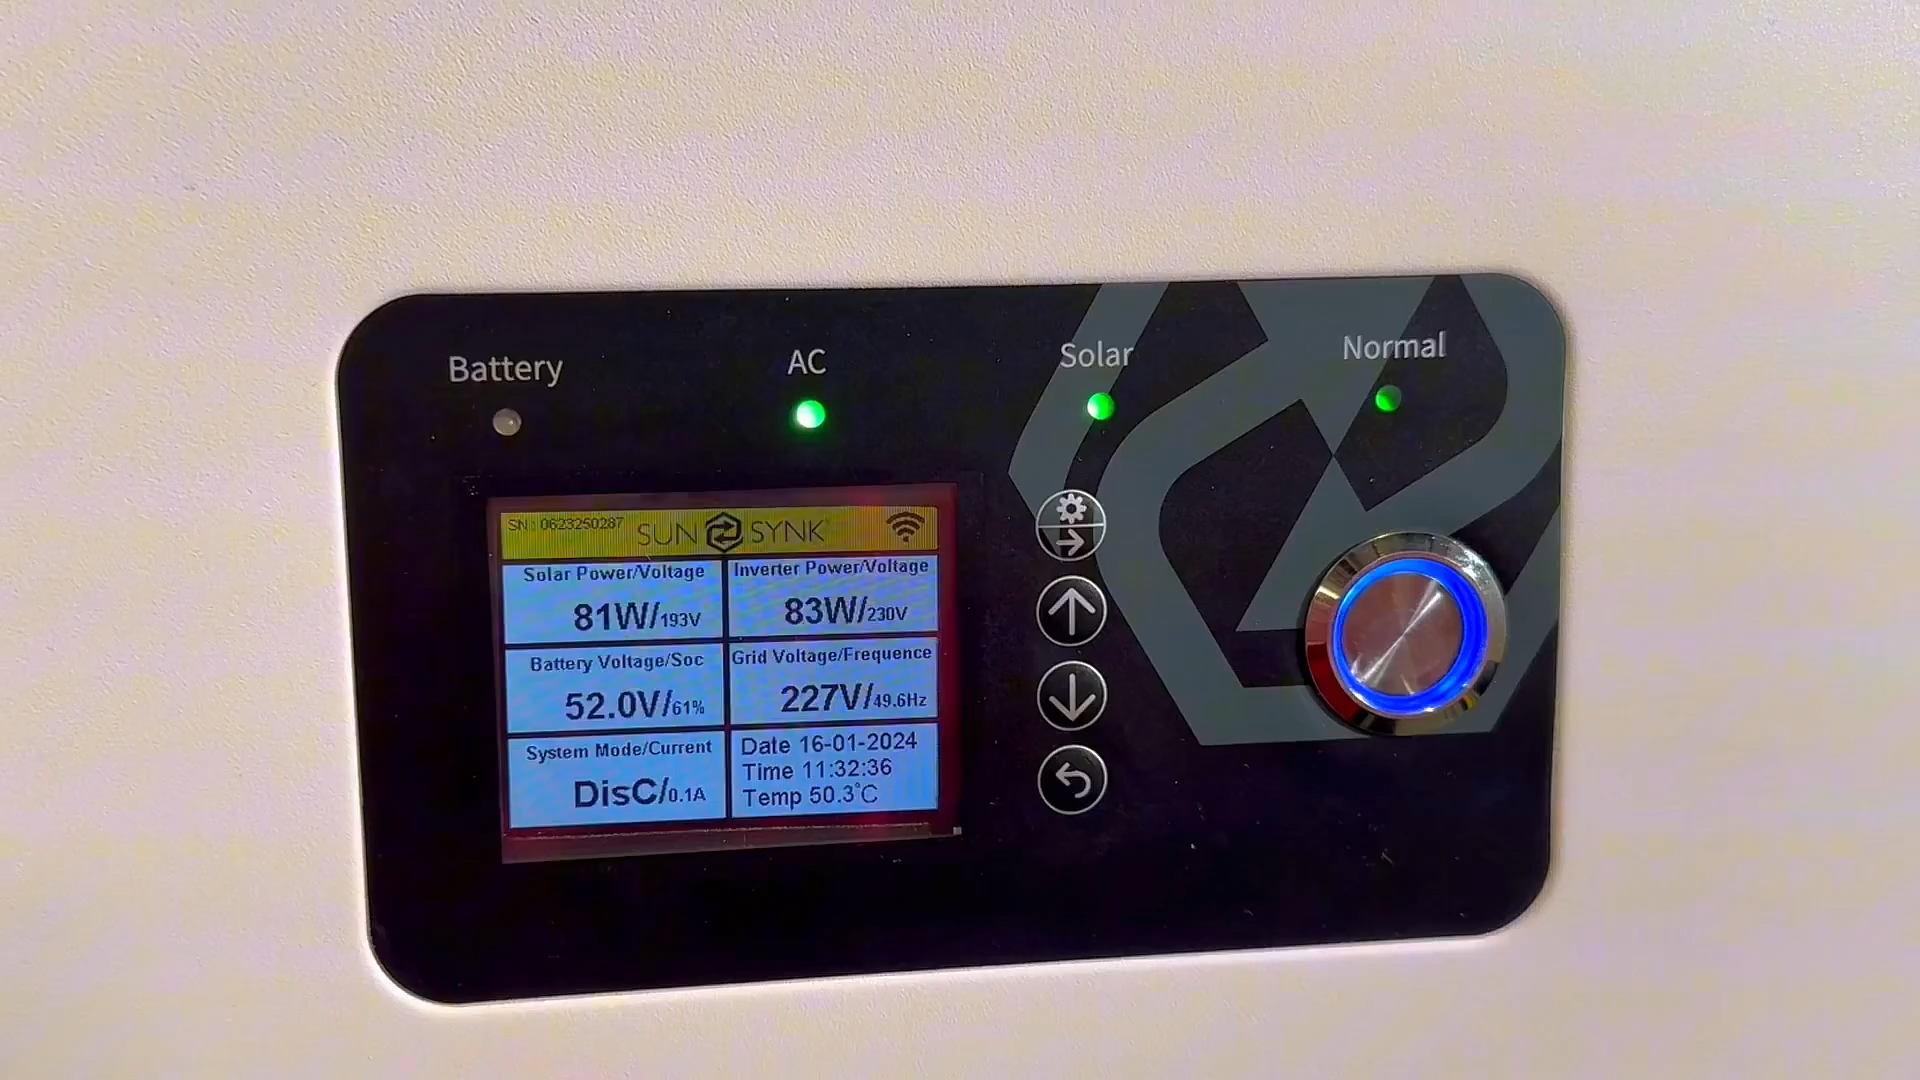 Battery
AC
Solar
Normal
SN: 0623250287
SUN SYNK
Solar Power/Voltage
81W/193V
Inverter Power/Voltage
83W/230V
Battery Voltage/Soc
52.0V/61%
Grid Voltage/Frequence
227V/49.6Hz
System Mode/Current
DisC/0.1A
Date 16-01-2024
Time 11:32:36
Temp 50.3°C